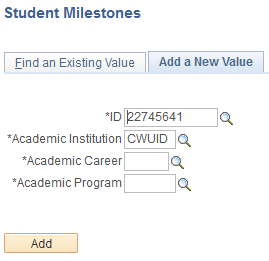 Student Milestones
Find an Existing Value Add a New Value
*ID 22745641
*Academic Institution CWUID
*Academic Career
*Academic Program
Add